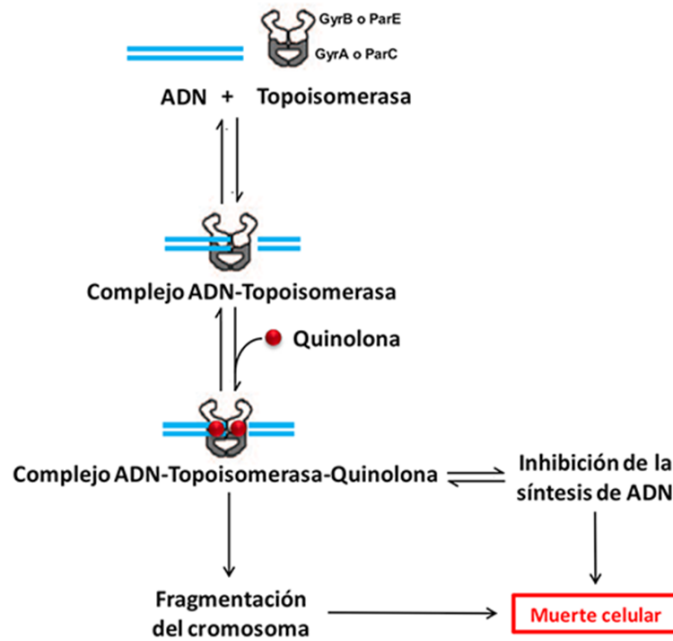 GyrB o ParE
GyrA o ParC
ADN + Topoisomerasa
Complejo ADN-Topoisomerasa
Quinolona
Complejo ADN-Topoisomerasa-Quinolona
Inhibición de la
síntesis de ADN
Fragmentación
del cromosoma
Muerte celular